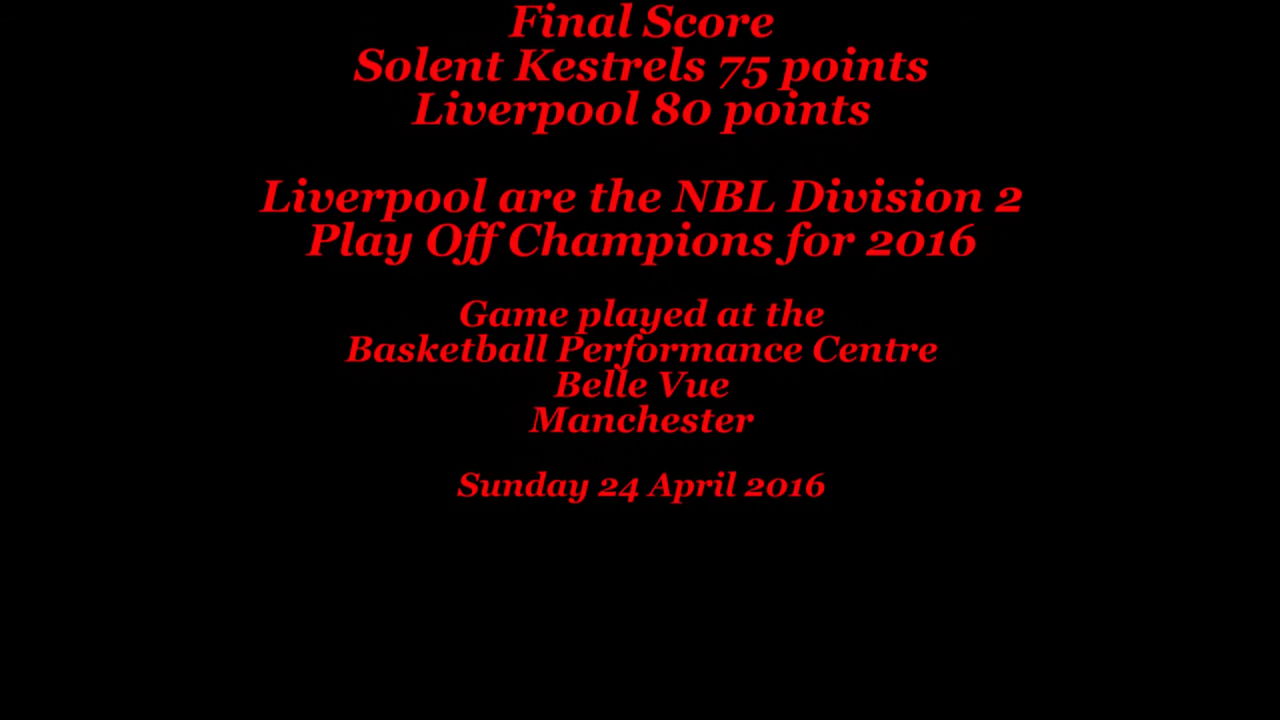 Final Score
Solent Kestrels 75 points
Liverpool 80 points
Liverpool are the NBL Division 2
Play Off Champions for 2016
Game played at the
Basketball Performance Centre
Belle Vue
Manchester
Sunday 24 April 2016